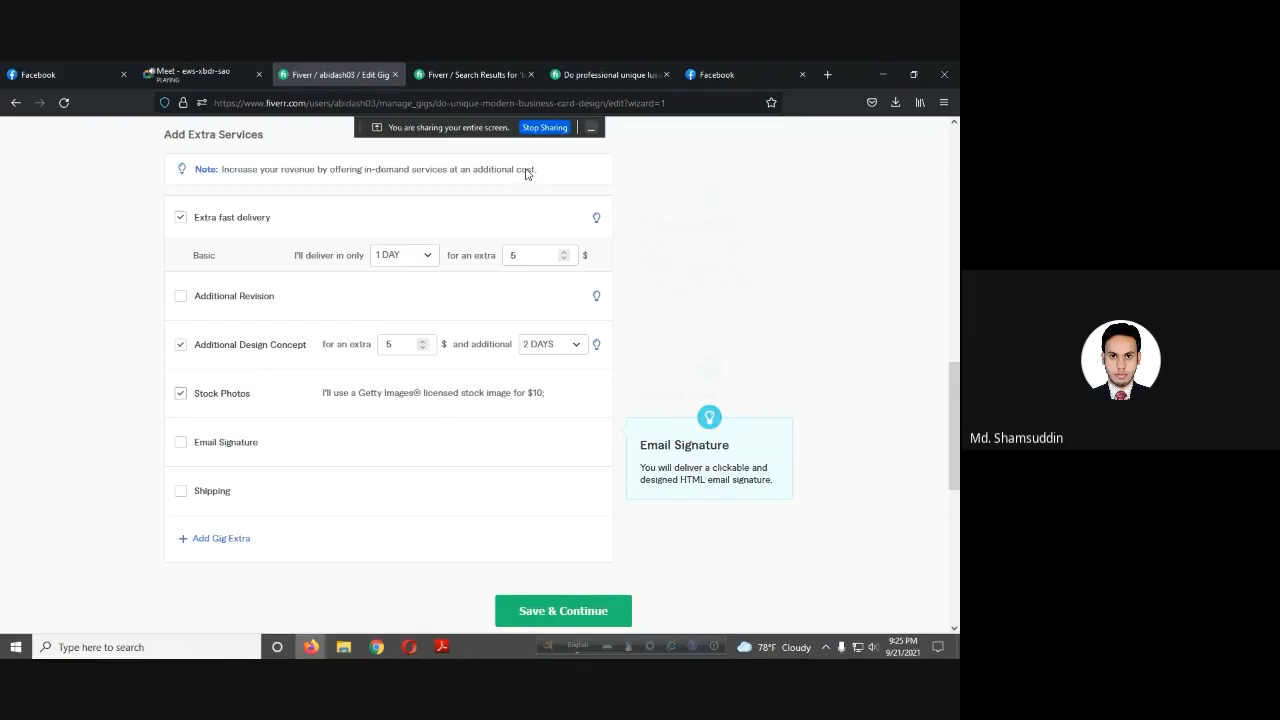 Facebook
Meet - ews-xbdr-sao
PLAYING
Fiverr / abidash03 / Edit Gig
Fiverr / Search Results for 'b
Do professional unique luxu
Facebook
https://www.fiverr.com/users/abidash03/manage_gigs/do-unique-modern-business-card-design/edit?wizard=1
You are sharing your entire screen.
Stop Sharing
Add Extra Services
Note: Increase your revenue by offering in-demand services at an additional cost.
Extra fast delivery
Basic I'll deliver in only 1 DAY for an extra 5 $
Additional Revision
Additional Design Concept for an extra 5 $ and additional 2 DAYS
Stock Photos I'll use a Getty Images® licensed stock image for $10;
Email Signature
Shipping
+ Add Gig Extra
Email Signature
You will deliver a clickable and
designed HTML email signature.
Save & Continue
Md. Shamsuddin
Type here to search
English
78°F Cloudy
9:25 PM
9/21/2021